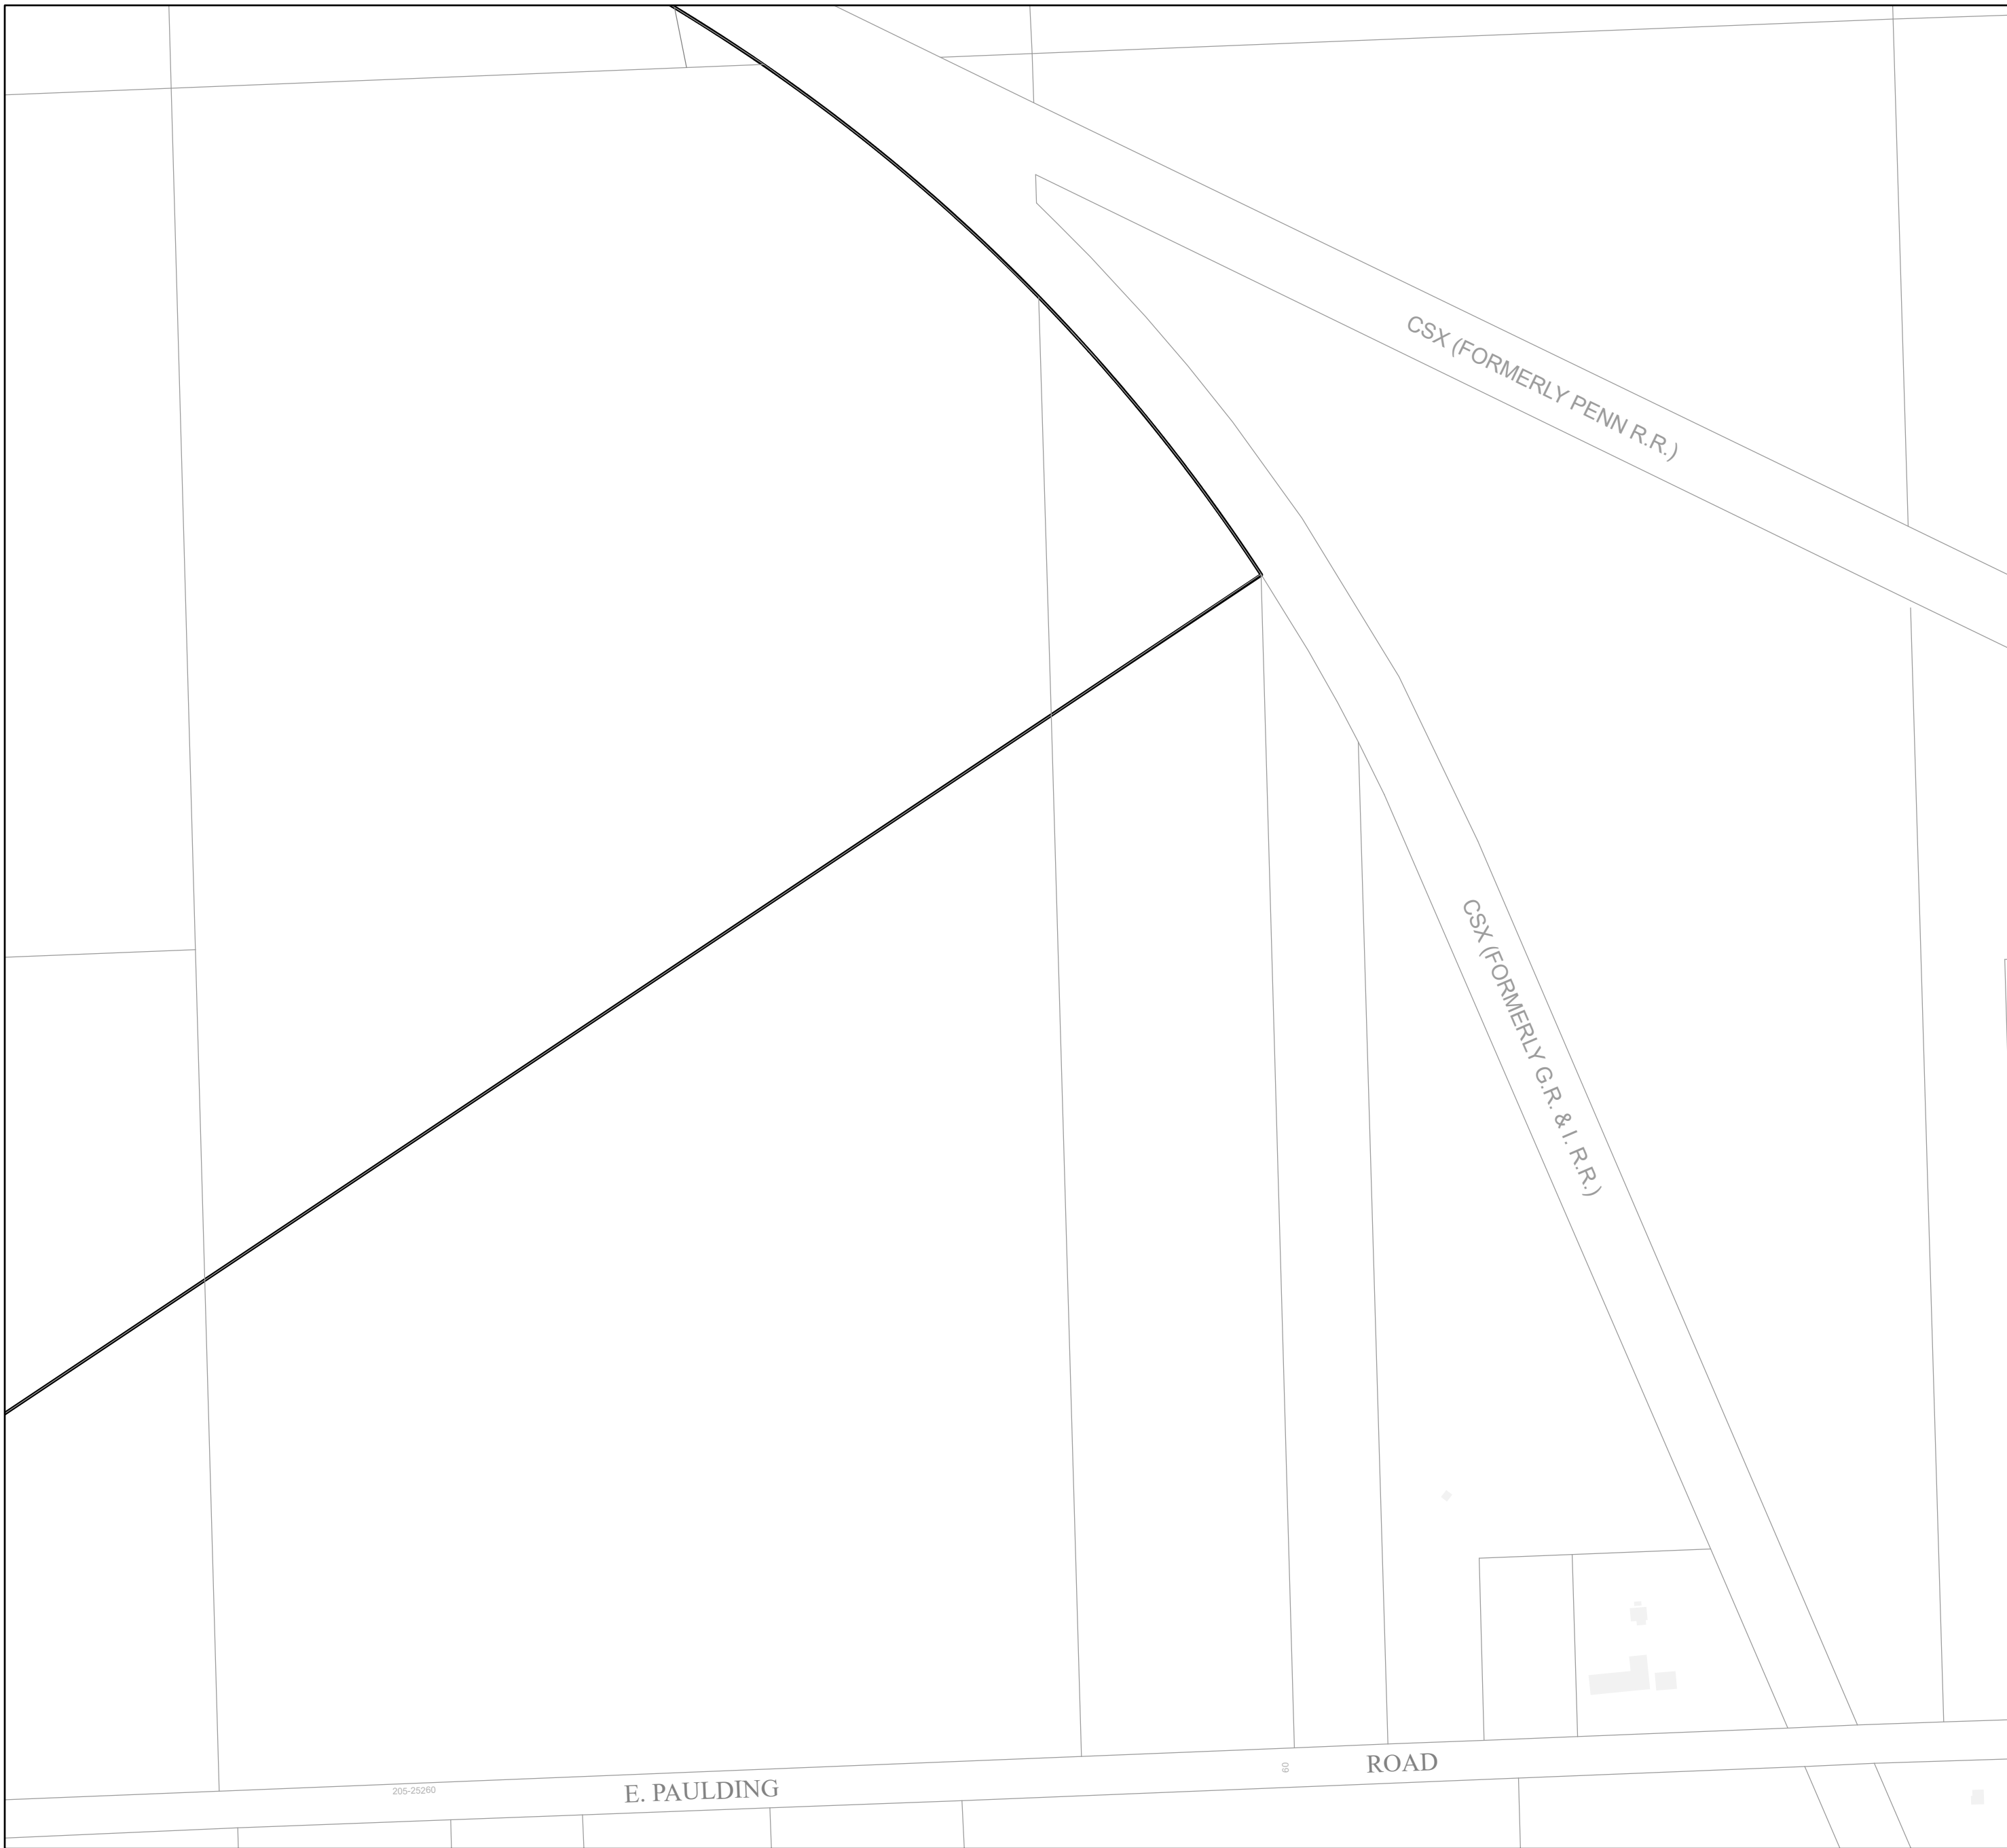 CSX (FORMERLY PENN R.R.)
CSX (FORMERLY G.R. & I. R.R.)
60
ROAD
E. PAULDING
205-25260